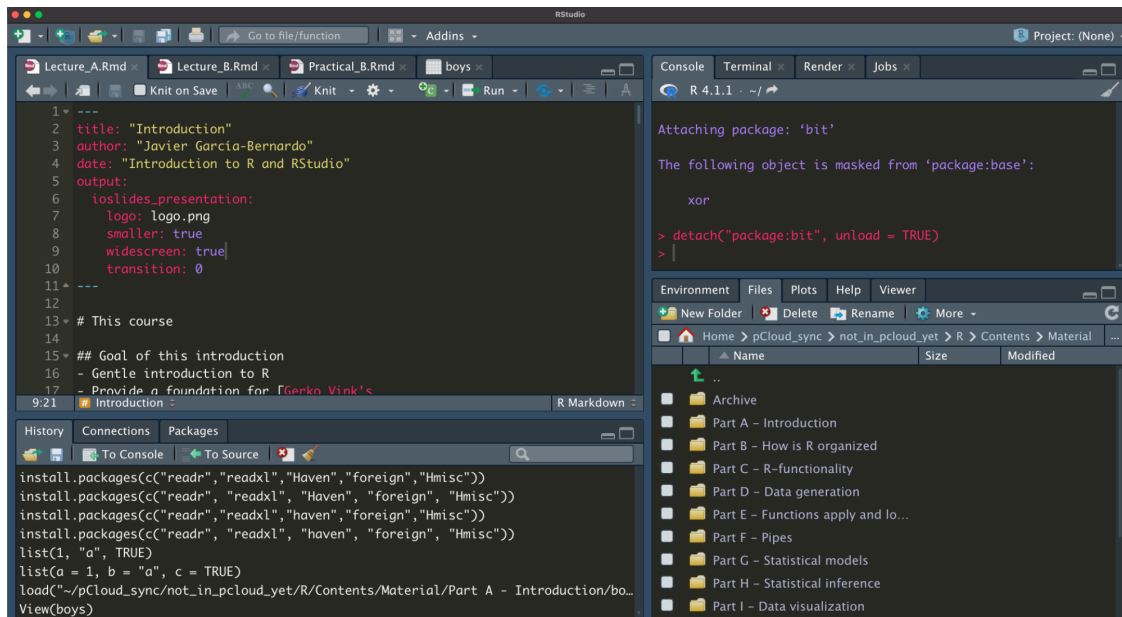 RStudio
Go to file/function
Addins
Project: (None)
Lecture_A.Rmd
Lecture_B.Rmd
Practical_B.Rmd
boys
Knit on Save
ABC
Knit
Run
1 ---
2 title: "Introduction"
3 author: "Javier Garcia-Bernardo"
4 date: "Introduction to R and RStudio"
5 output:
6 ioslides_presentation:
7 logo: logo.png
8 smaller: true
9 widescreen: true
10 transition: 0
11 ---
12
13 # This course
14
15 ## Goal of this introduction
16 - Gentle introduction to R
17 - Provide a foundation for [Gerko Vink's
9:21 # Introduction R Markdown
History Connections Packages
To Console To Source
install.packages(c("readr","readxl","Haven","foreign","Hmisc"))
install.packages(c("readr", "readxl", "Haven", "foreign", "Hmisc"))
install.packages(c("readr","readxl","haven","foreign","Hmisc"))
install.packages(c("readr", "readxl", "haven", "foreign", "Hmisc"))
list(1, "a", TRUE)
list(a = 1, b = "a", c = TRUE)
load("~/pCloud_sync/not_in_pcloud_yet/R/Contents/Material/Part A - Introduction/bo…
View(boys)
Console Terminal Render Jobs
R 4.1.1 · ~/
Attaching package: ‘bit’
The following object is masked from ‘package:base’:
xor
> detach("package:bit", unload = TRUE)
>
Environment Files Plots Help Viewer
New Folder Delete Rename More
Home > pCloud_sync > not_in_pcloud_yet > R > Contents > Material ...
Name Size Modified
..
Archive
Part A - Introduction
Part B - How is R organized
Part C - R-functionality
Part D - Data generation
Part E - Functions apply and lo...
Part F - Pipes
Part G - Statistical models
Part H - Statistical inference
Part I - Data visualization